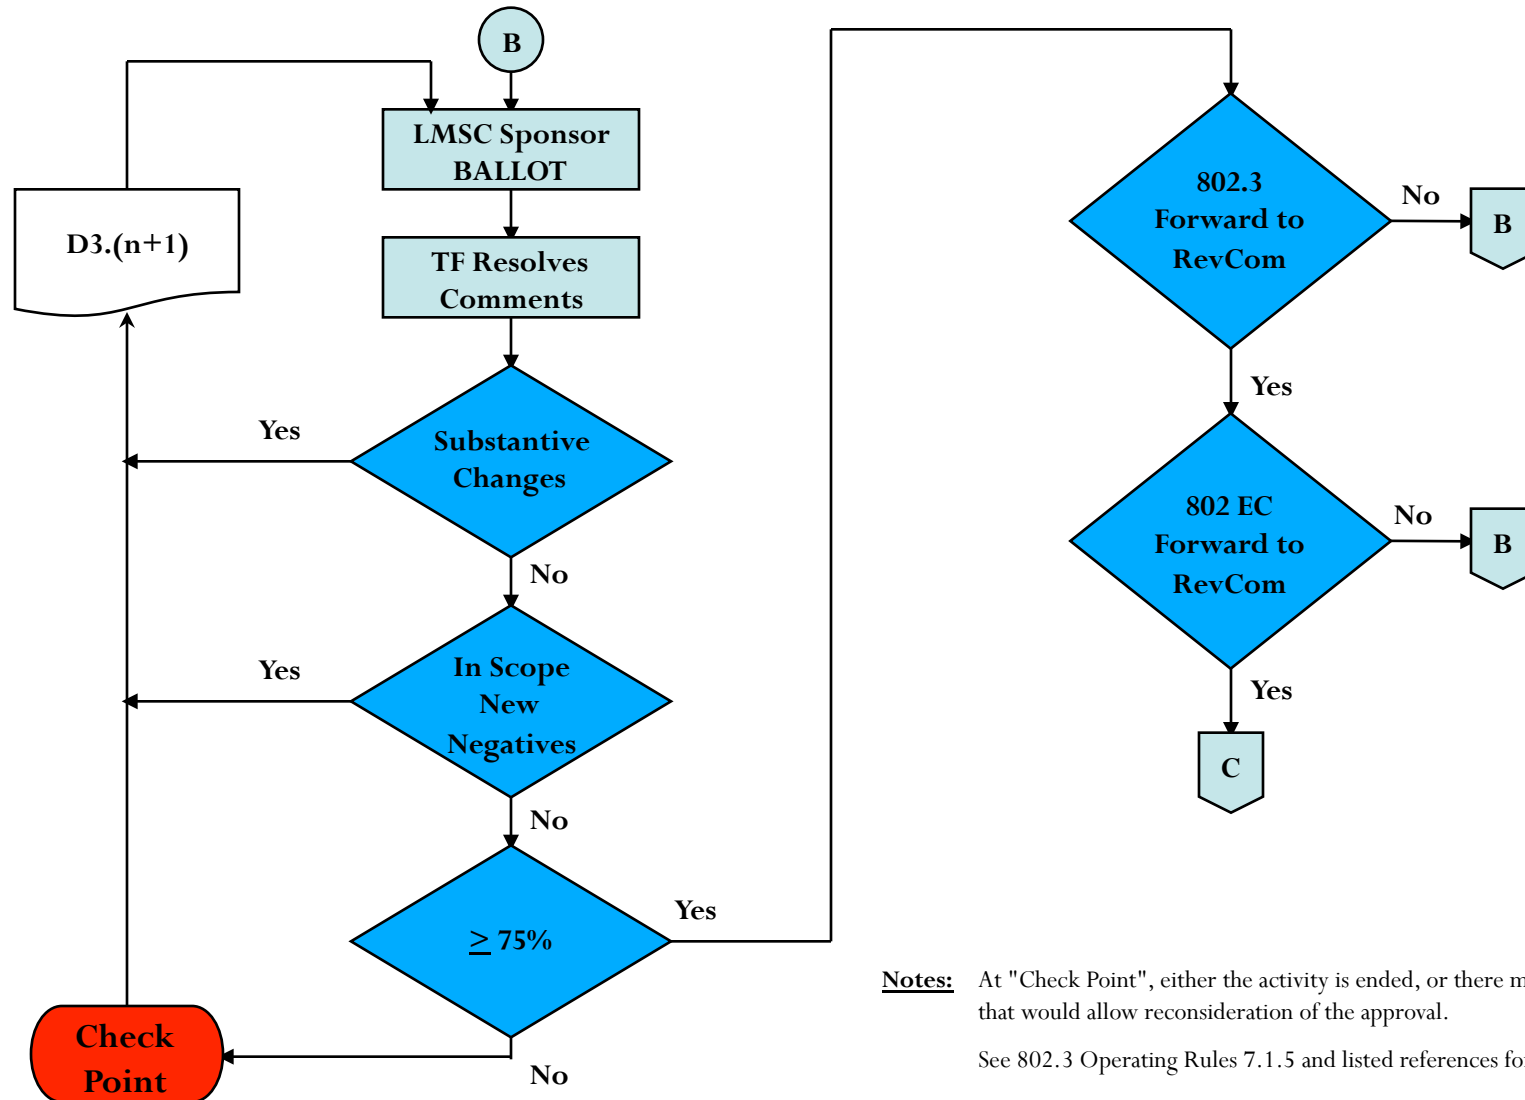 B
LMSC Sponsor
BALLOT
D3.(n+1)
TF Resolves
Comments
Yes
Substantive
Changes
No
Yes
In Scope
New
Negatives
No
≥ 75%
Yes
No
Check
Point
802.3
Forward to
RevCom
No
B
Yes
802 EC
Forward to
RevCom
No
B
Yes
C
Notes: At "Check Point", either the activity is ended, or there
that would allow reconsideration of the approval.
See 802.3 Operating Rules 7.1.5 and listed references